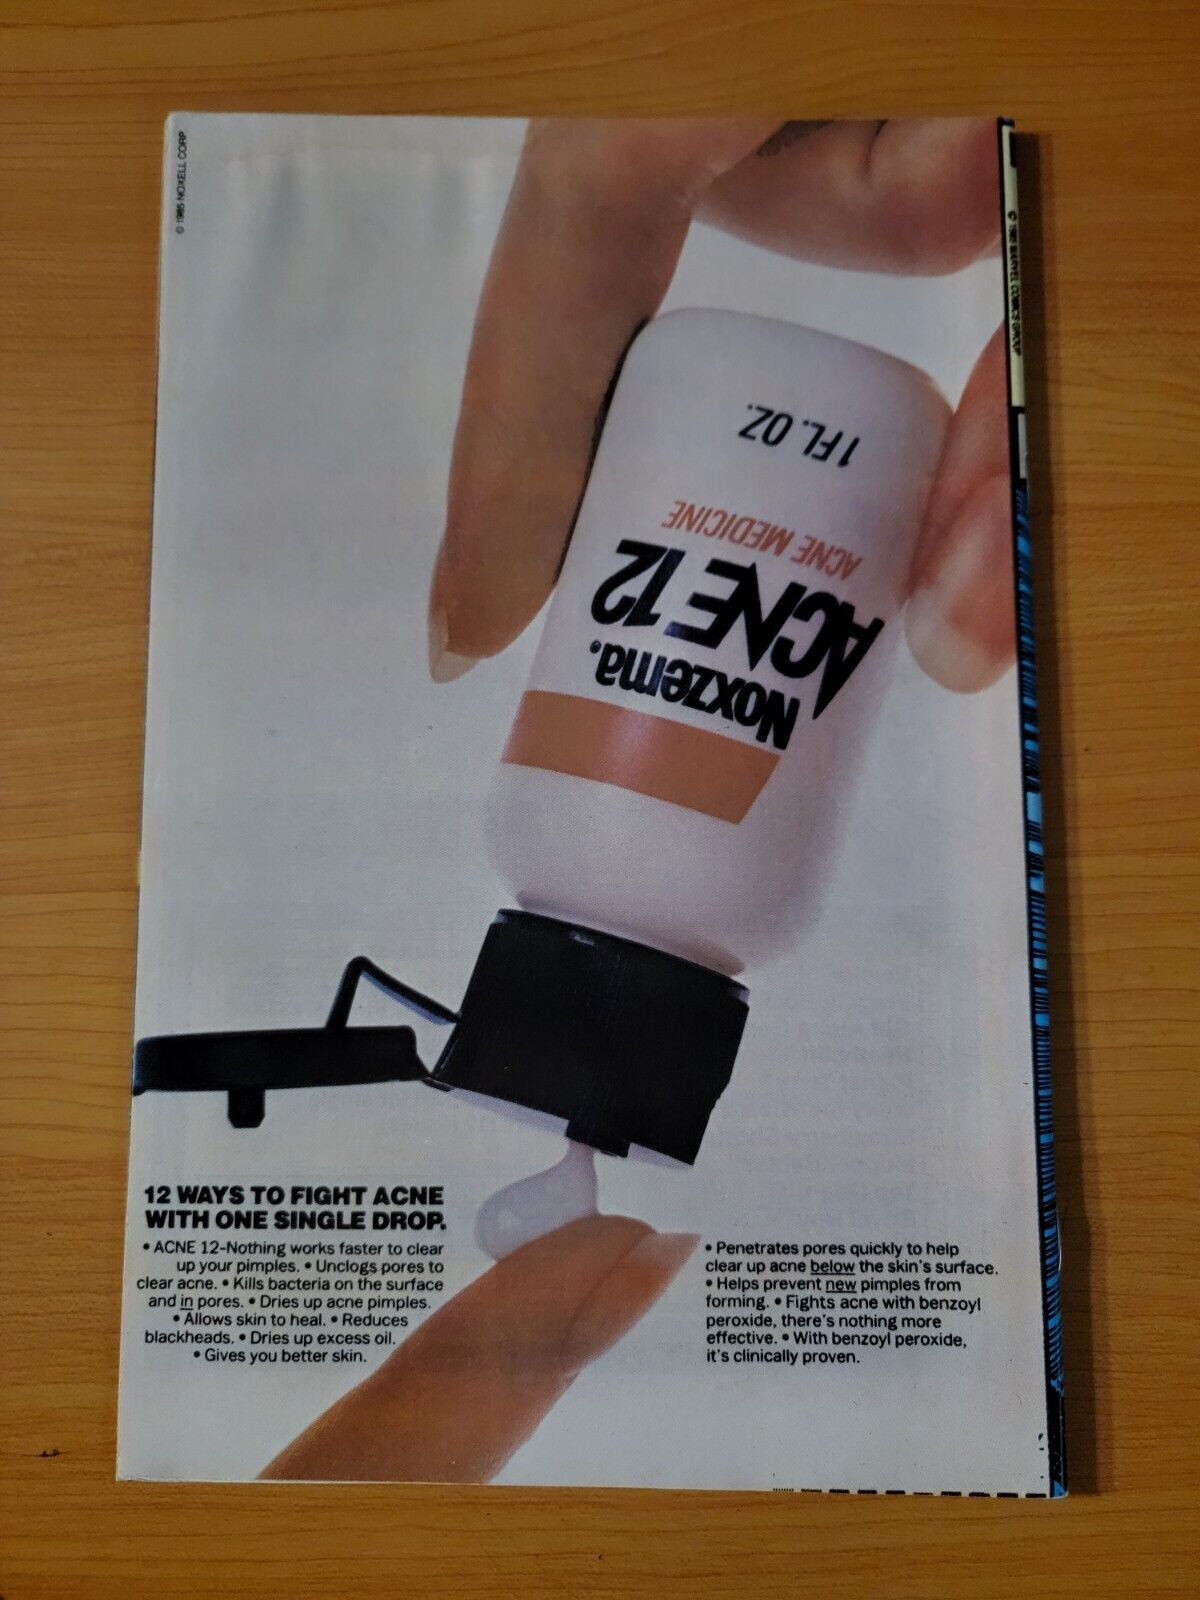 © 1985 NOXELL CORP
© 1985 MARVEL COMICS GROUP
1 FL. OZ.
ACNE MEDICINE
ACNE 12
Noxzema®
12 WAYS TO FIGHT ACNE
WITH ONE SINGLE DROP.
• ACNE 12-Nothing works faster to clear
up your pimples. • Unclogs pores to
clear acne. • Kills bacteria on the surface
and in pores. • Dries up acne pimples.
• Allows skin to heal. • Reduces
blackheads. • Dries up excess oil.
• Gives you better skin.
• Penetrates pores quickly to help
clear up acne below the skin's surface.
• Helps prevent new pimples from
forming. • Fights acne with benzoyl
peroxide, there's nothing more
effective. • With benzoyl peroxide,
it's clinically proven.